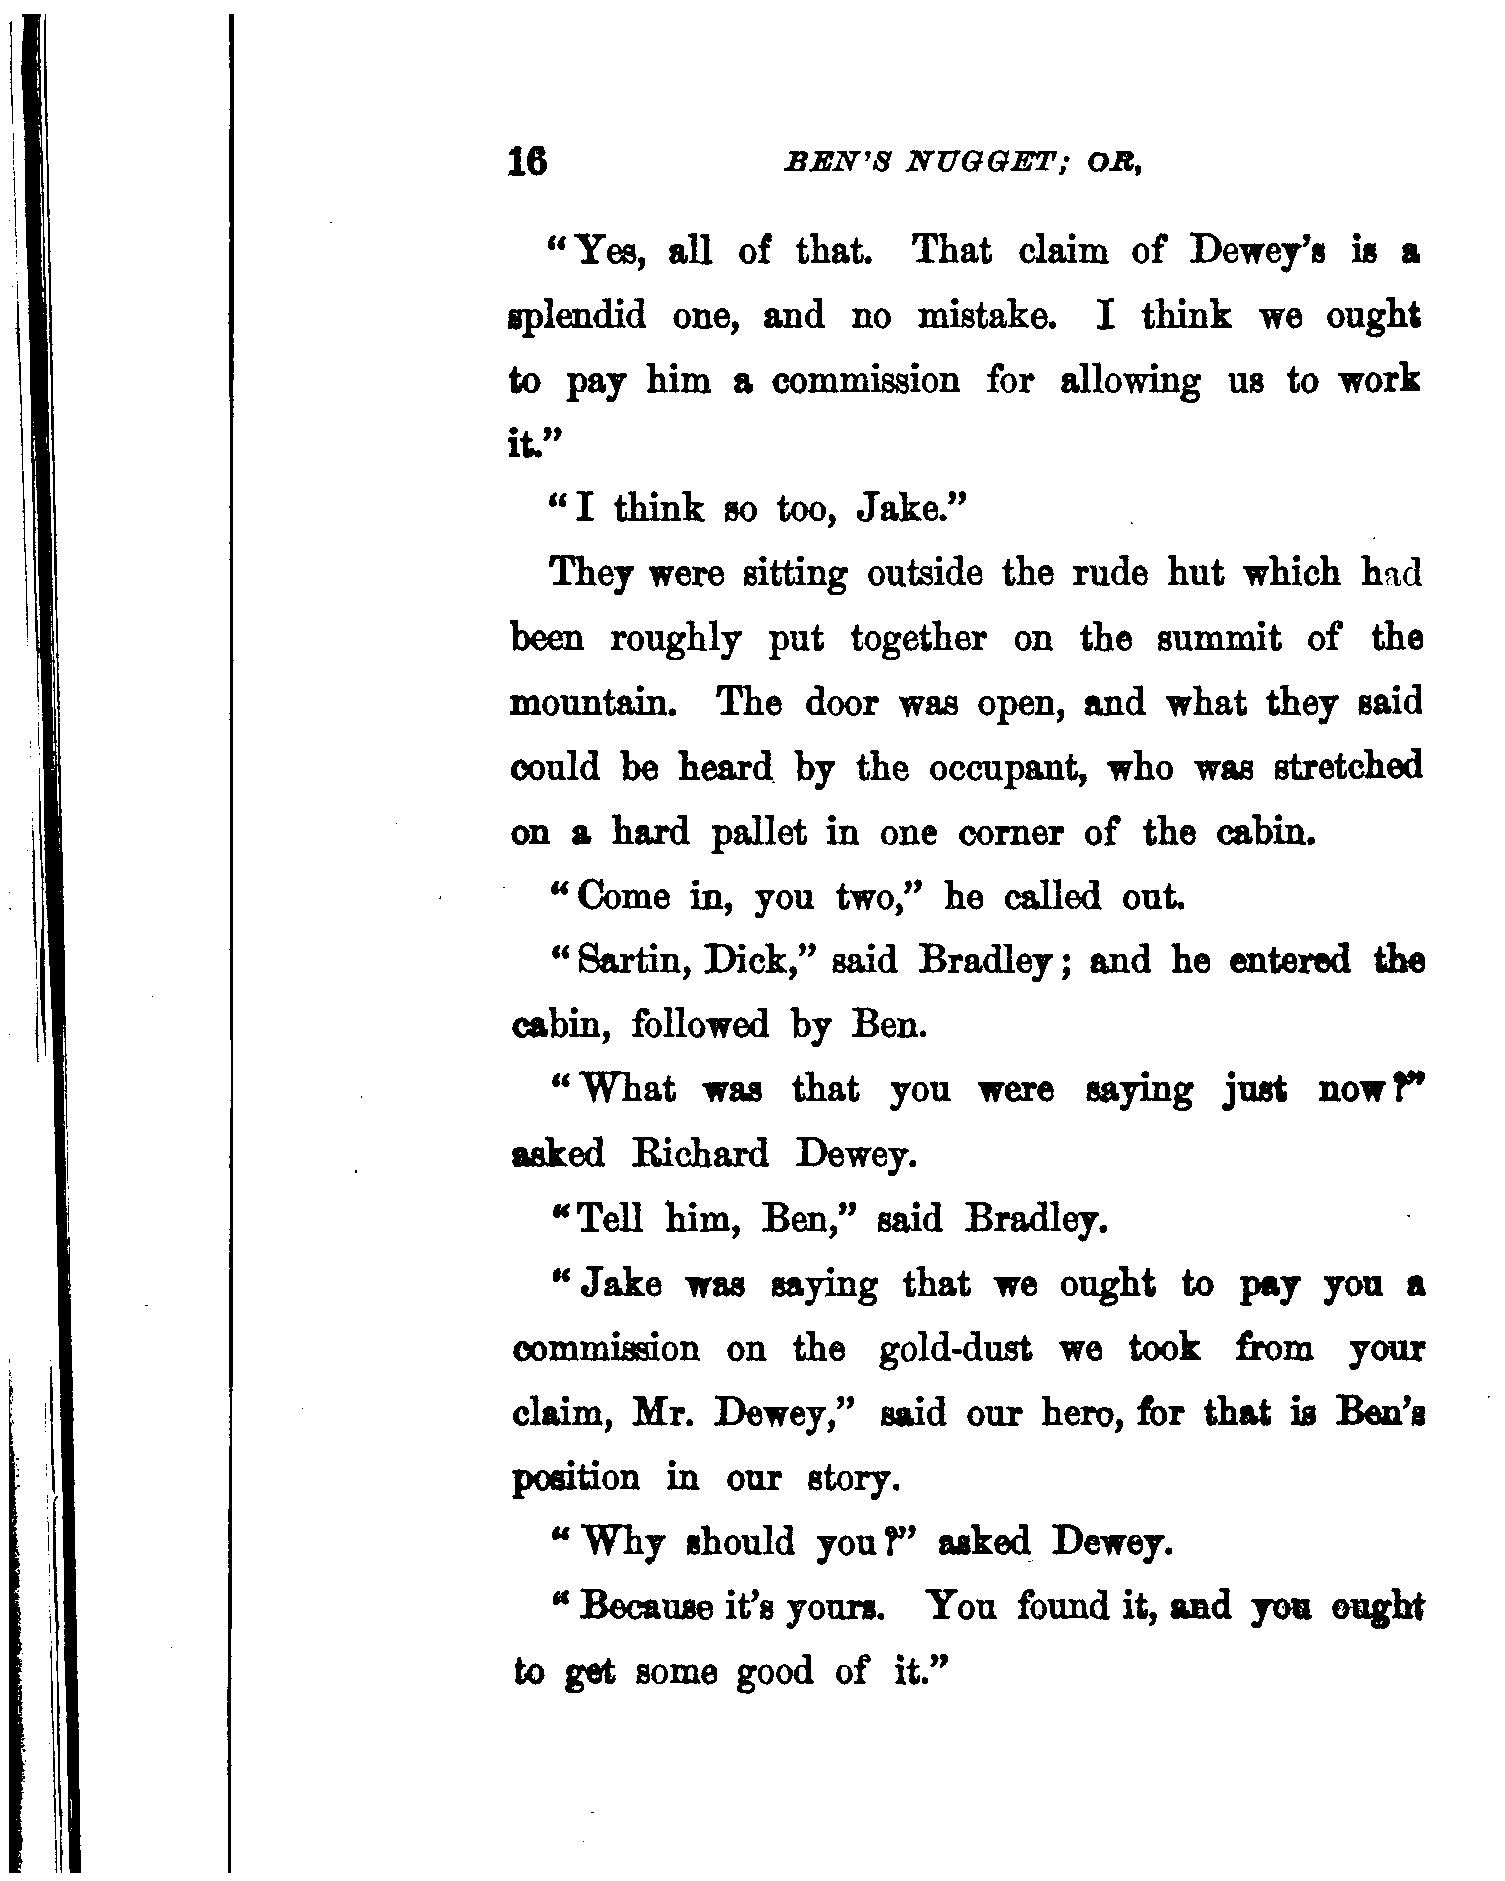 16 BEN'S NUGGET; OR,
"Yes, all of that. That claim of Dewey's is a
splendid one, and no mistake. I think we ought
to pay him a commission for allowing us to work
it."
"I think so too, Jake."
They were sitting outside the rude hut which had
been roughly put together on the summit of the
mountain. The door was open, and what they said
could be heard by the occupant, who was stretched
on a hard pallet in one corner of the cabin.
"Come in, you two," he called out.
"Sartin, Dick," said Bradley; and he entered the
cabin, followed by Ben.
"What was that you were saying just now?"
asked Richard Dewey.
"Tell him, Ben," said Bradley.
"Jake was saying that we ought to pay you a
commission on the gold-dust we took from your
claim, Mr. Dewey," said our hero, for that is Ben's
position in our story.
"Why should you?" asked Dewey.
"Because it's yours. You found it, and you ought
to get some good of it."